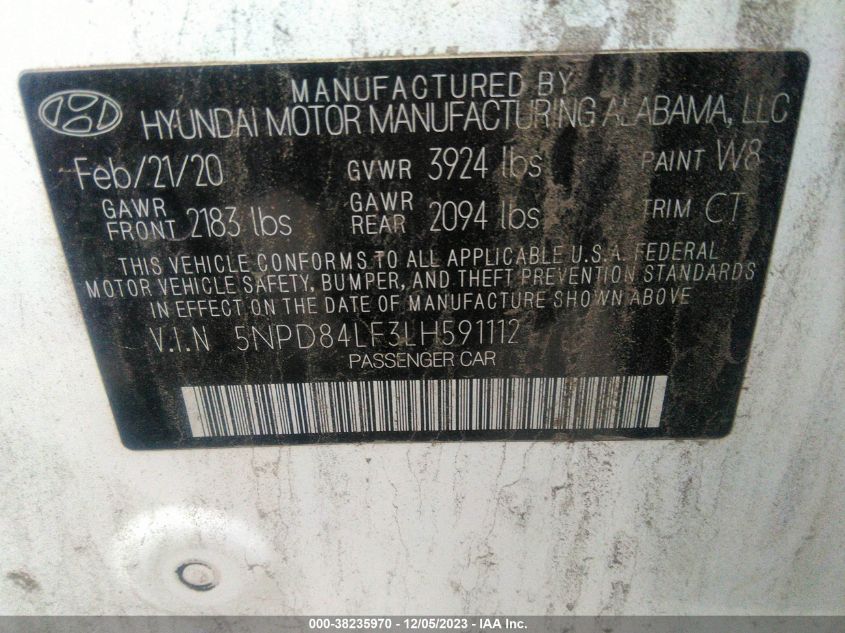 MANUFACTURED BY
HYUNDAI MOTOR MANUFACTURING ALABAMA, LLC
Feb/21/20 GVWR 3924 lbs PAINT W8
GAWR FRONT 2183 lbs GAWR REAR 2094 lbs TRIM CT
THIS VEHICLE CONFORMS TO ALL APPLICABLE U.S.A. FEDERAL
MOTOR VEHICLE SAFETY, BUMPER, AND THEFT PREVENTION STANDARDS
IN EFFECT ON THE DATE OF MANUFACTURE SHOWN ABOVE
V.I.N 5NPD84LF3LH591112
PASSENGER CAR
000-38235970 - 12/05/2023 - IAA Inc.